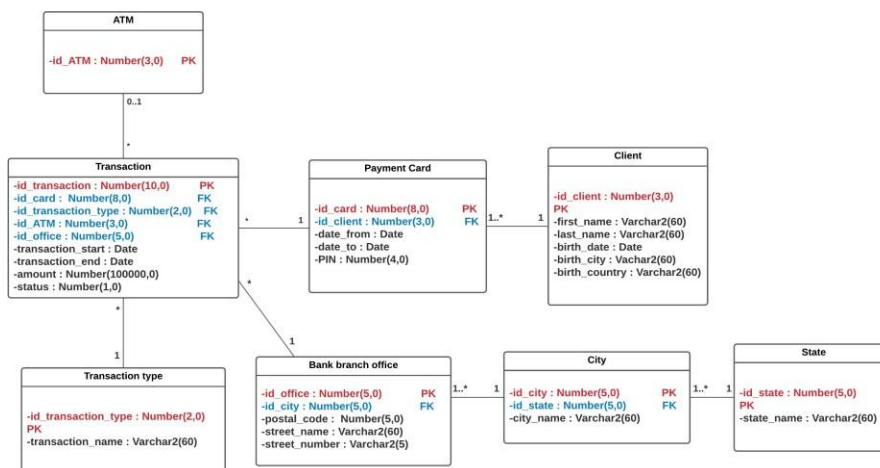 ATM
-id_ATM : Number(3,0) PK
0..1
*
Transaction
-id_transaction : Number(10,0) PK
-id_card : Number(8,0) FK
-id_transaction_type : Number(2,0) FK
-id_ATM : Number(3,0) FK
-id_office : Number(5,0) FK
-transaction_start : Date
-transaction_end : Date
-amount : Number(100000,0)
-status : Number(1,0)
* 1
Payment Card
-id_card : Number(8,0) PK
-id_client : Number(3,0) FK
-date_from : Date
-date_to : Date
-PIN : Number(4,0)
1..* 1
Client
-id_client : Number(3,0)
PK
-first_name : Varchar2(60)
-last_name : Varchar2(60)
-birth_date : Date
-birth_city : Vachar2(60)
-birth_country : Varchar2(60)
*
1
*
1
Transaction type
-id_transaction_type : Number(2,0)
PK
-transaction_name : Varchar2(60)
Bank branch office
-id_office : Number(5,0) PK
-id_city : Number(5,0) FK
-postal_code : Number(5,0)
-street_name : Varchar2(60)
-street_number : Varchar2(5)
1..* 1
City
-id_city : Number(5,0) PK
-id_state : Number(5,0) FK
-city_name : Varchar2(60)
1..* 1
State
-id_state : Number(5,0)
PK
-state_name : Varchar2(60)